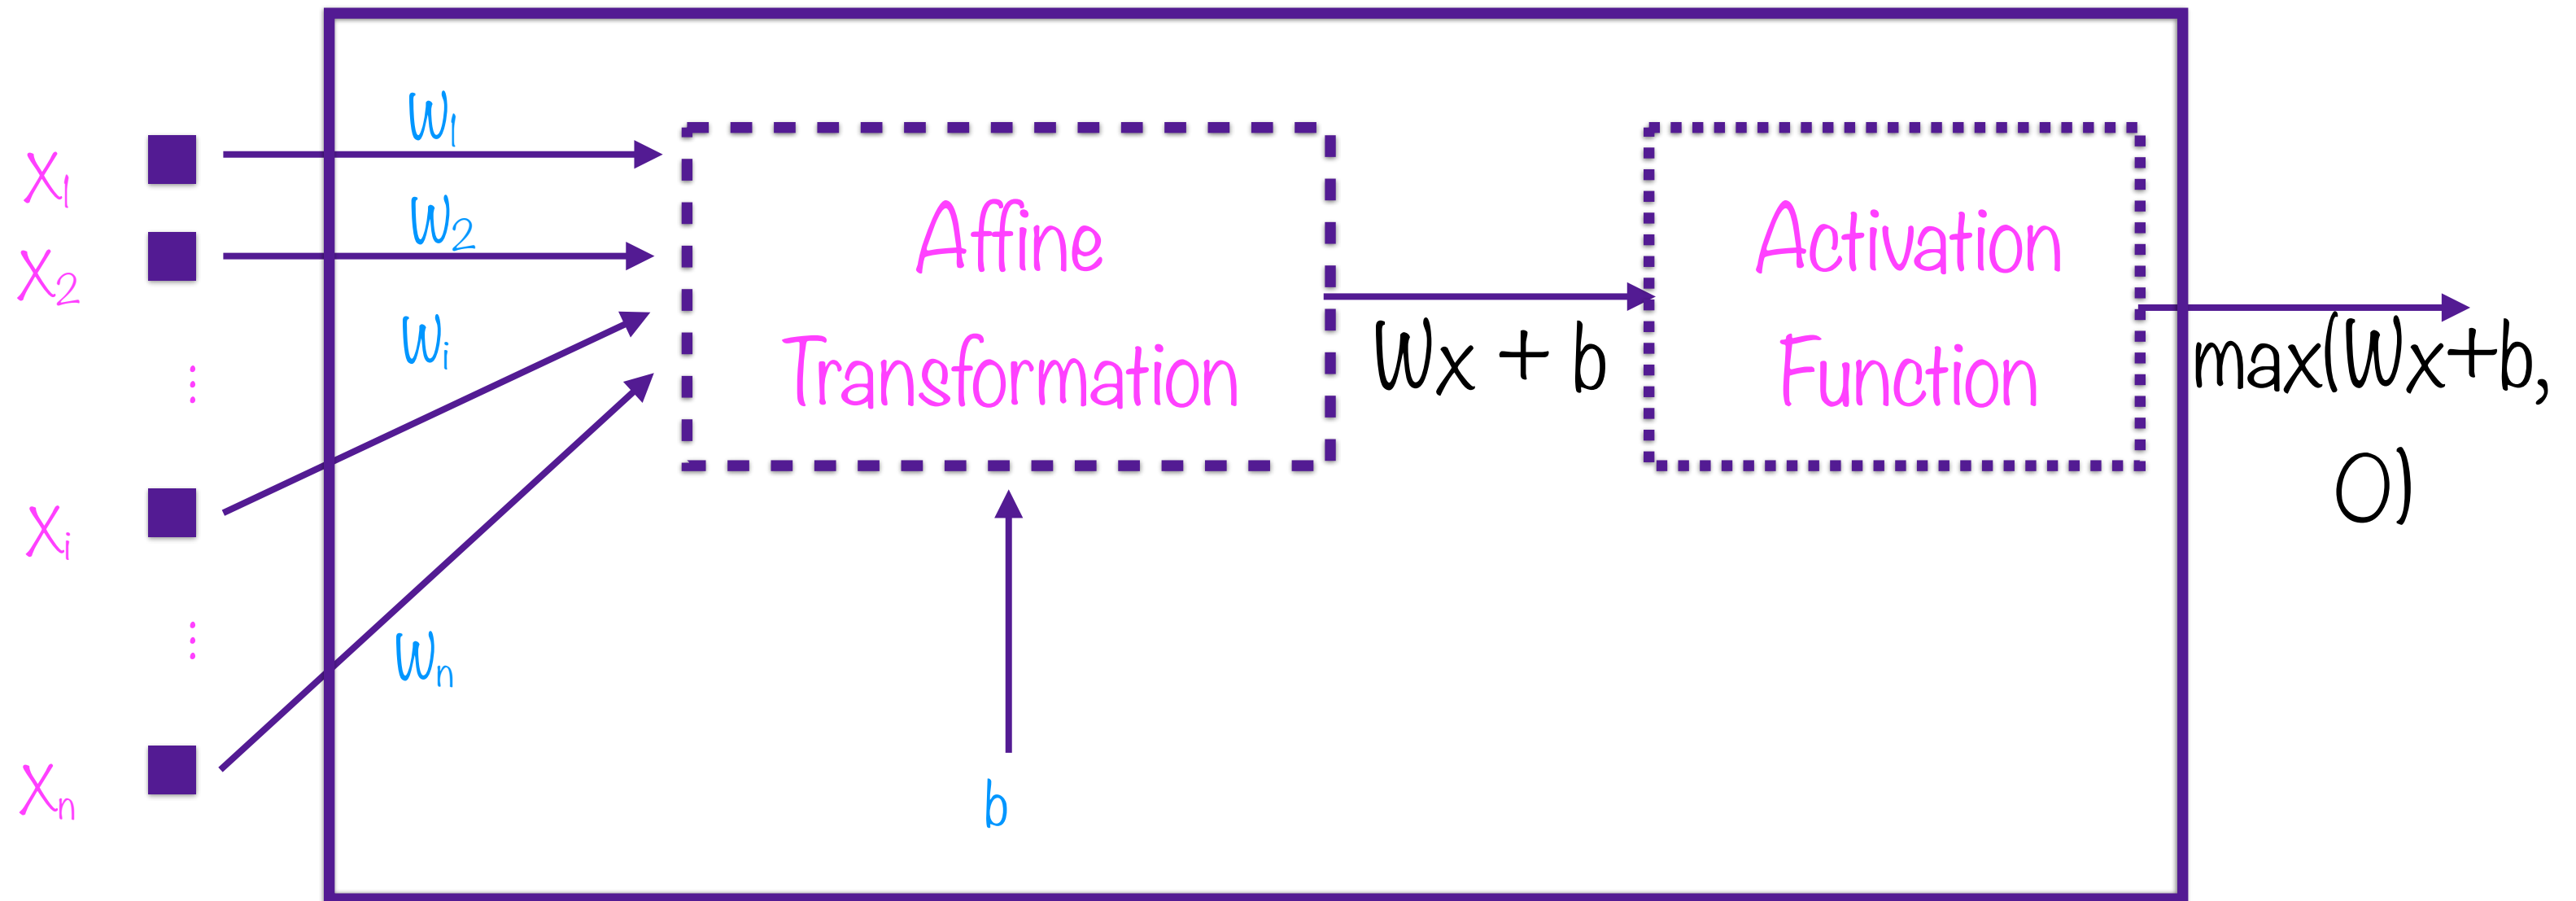 X₁
X₂
⋮
Xᵢ
⋮
Xₙ
W₁
W₂
Wᵢ
Wₙ
Affine
Transformation
b
Wx + b
Activation
Function
max(Wx+b,
0)